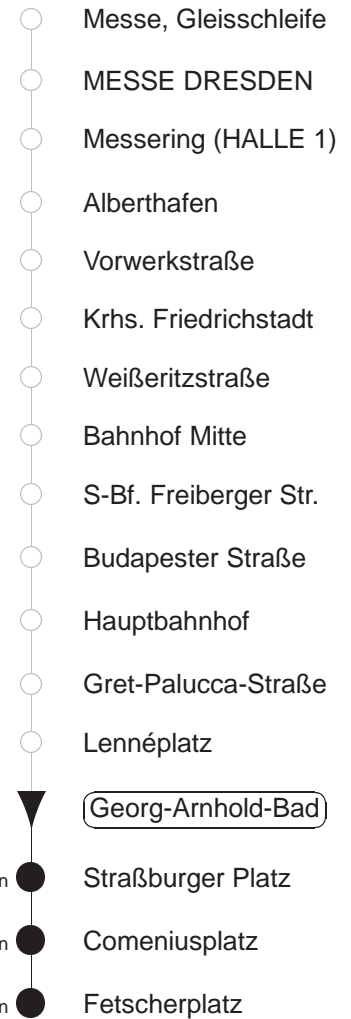 Messe, Gleisschleife
MESSE DRESDEN
Messering (HALLE 1)
Alberthafen
Vorwerkstraße
Krhs. Friedrichstadt
Weißeritzstraße
Bahnhof Mitte
S-Bf. Freiberger Str.
Budapester Straße
Hauptbahnhof
Gret-Palucca-Straße
Lennéplatz
Georg-Arnhold-Bad
n Straßburger Platz
n Comeniusplatz
n Fetscherplatz